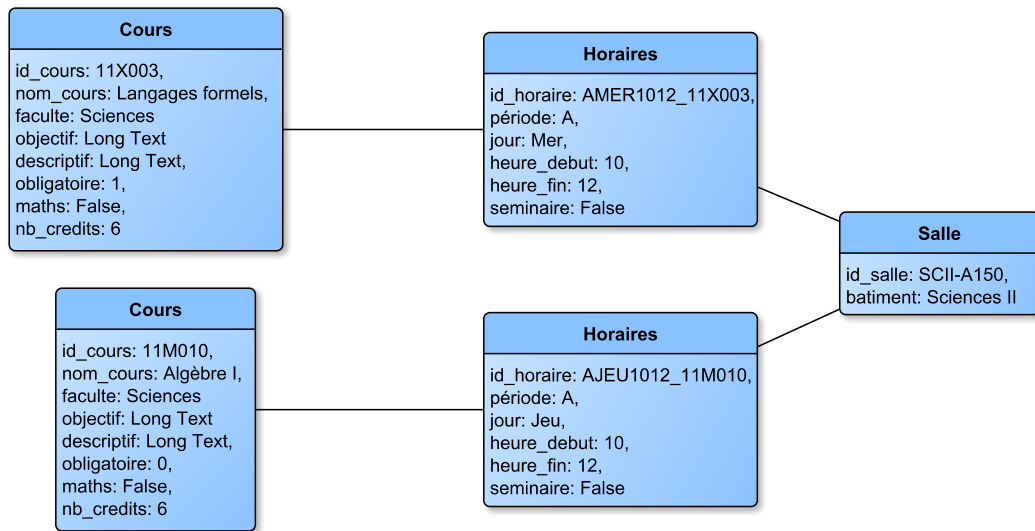 Cours
id_cours: 11X003,
nom_cours: Langages formels,
faculte: Sciences
objectif: Long Text
descriptif: Long Text,
obligatoire: 1,
maths: False,
nb_credits: 6
Horaires
id_horaire: AMER1012_11X003,
période: A,
jour: Mer,
heure_debut: 10,
heure_fin: 12,
seminaire: False
Salle
id_salle: SCII-A150,
batiment: Sciences II
Cours
id_cours: 11M010,
nom_cours: Algèbre I,
faculte: Sciences
objectif: Long Text
descriptif: Long Text,
obligatoire: 0,
maths: False,
nb_credits: 6
Horaires
id_horaire: AJEU1012_11M010,
période: A,
jour: Jeu,
heure_debut: 10,
heure_fin: 12,
seminaire: False